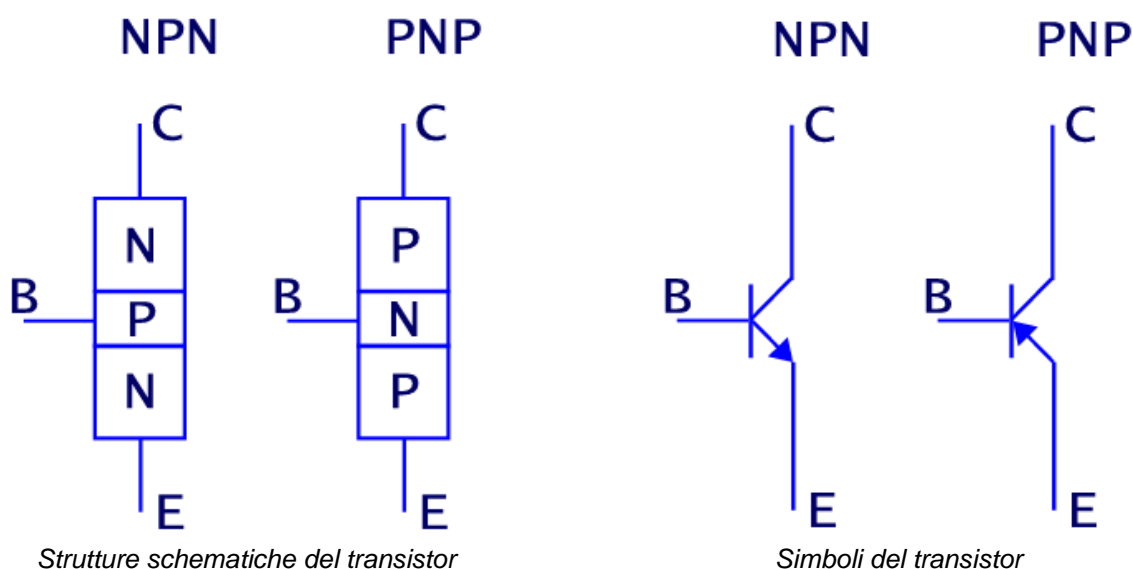 NPN PNP NPN PNP
C C C C
N P
B P B N B B
N P
E E E E
Strutture schematiche del transistor Simboli del transistor